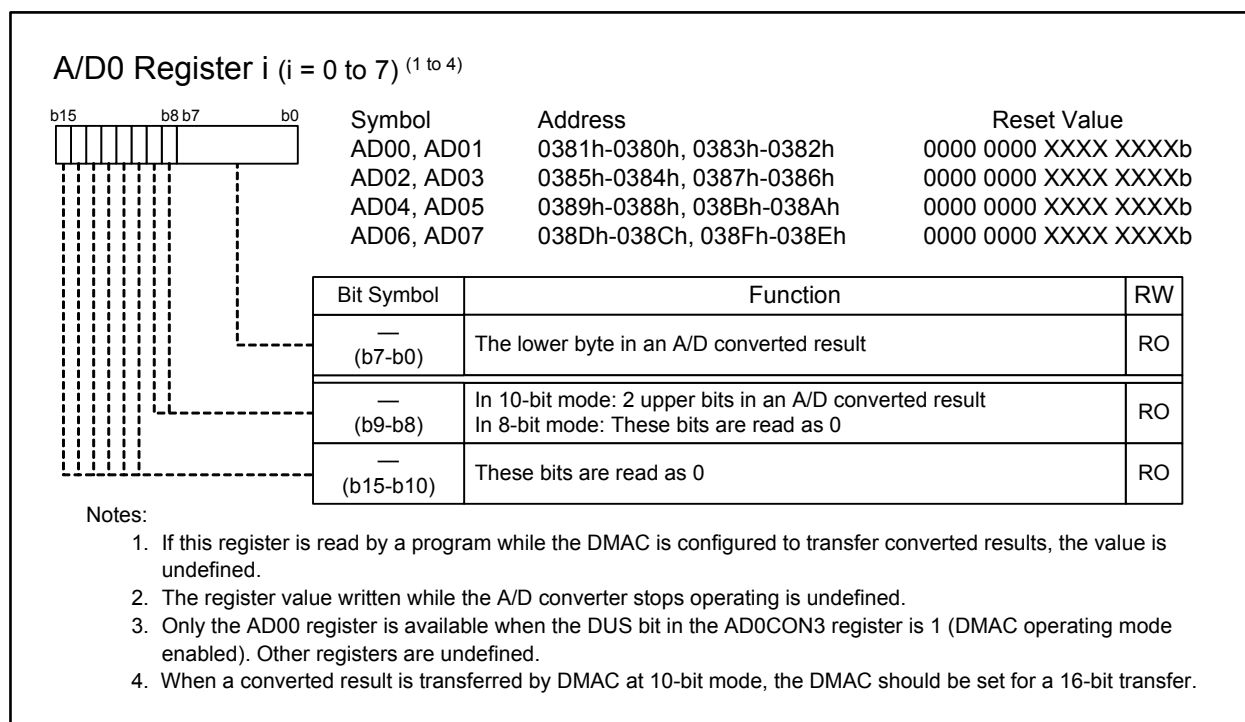 A/D0 Register i (i = 0 to 7) (1 to 4)
b15 b8 b7 b0
Symbol Address Reset Value
AD00, AD01 0381h-0380h, 0383h-0382h 0000 0000 XXXX XXXXb
AD02, AD03 0385h-0384h, 0387h-0386h 0000 0000 XXXX XXXXb
AD04, AD05 0389h-0388h, 038Bh-038Ah 0000 0000 XXXX XXXXb
AD06, AD07 038Dh-038Ch, 038Fh-038Eh 0000 0000 XXXX XXXXb
Bit Symbol Function RW
—
(b7-b0) The lower byte in an A/D converted result RO
—
(b9-b8) In 10-bit mode: 2 upper bits in an A/D converted result
In 8-bit mode: These bits are read as 0 RO
—
(b15-b10) These bits are read as 0 RO
Notes:
1. If this register is read by a program while the DMAC is configured to transfer converted results, the value is
undefined.
2. The register value written while the A/D converter stops operating is undefined.
3. Only the AD00 register is available when the DUS bit in the AD0CON3 register is 1 (DMAC operating mode
enabled). Other registers are undefined.
4. When a converted result is transferred by DMAC at 10-bit mode, the DMAC should be set for a 16-bit transfer.